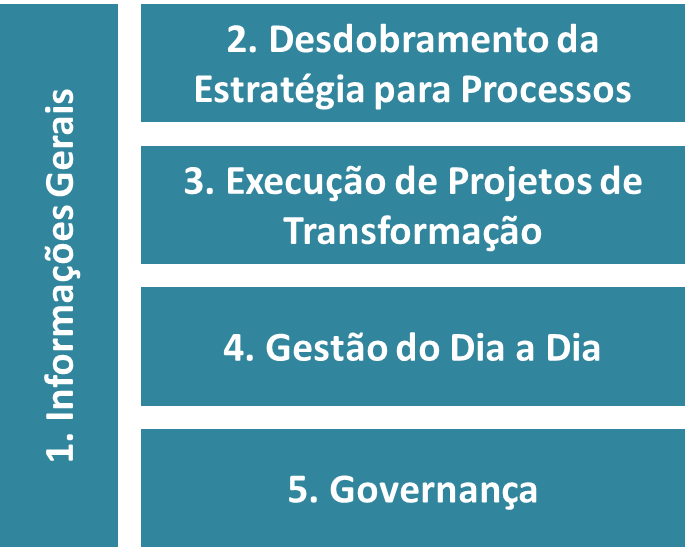 1. Informações Gerais
2. Desdobramento da
Estratégia para Processos
3. Execução de Projetos de
Transformação
4. Gestão do Dia a Dia
5. Governança